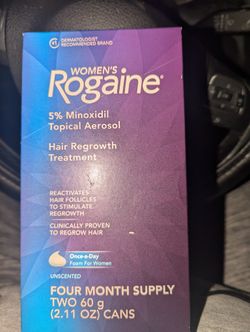 DERMATOLOGIST
RECOMMENDED BRAND
WOMEN'S
Rogaine®
5% Minoxidil
Topical Aerosol
Hair Regrowth
Treatment
REACTIVATES
HAIR FOLLICLES
TO STIMULATE
REGROWTH
CLINICALLY PROVEN
TO REGROW HAIR
Once-a-Day
Foam For Women
UNSCENTED
FOUR MONTH SUPPLY
TWO 60 g
(2.11 OZ) CANS